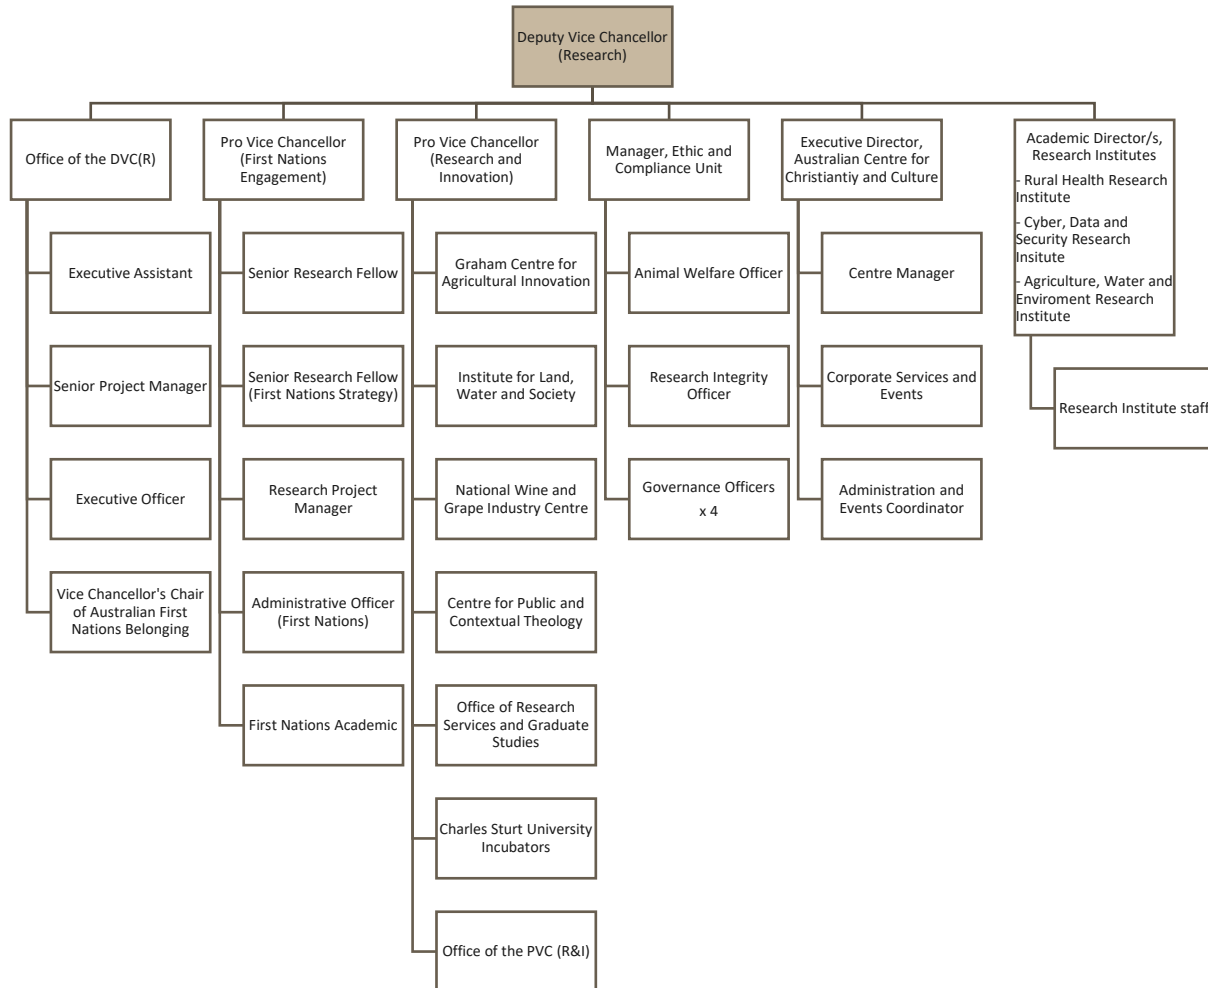 Deputy Vice Chancellor
(Research)
Office of the DVC(R)
Pro Vice Chancellor
(First Nations
Engagement)
Pro Vice Chancellor
(Research and
Innovation)
Manager, Ethic and
Compliance Unit
Executive Director,
Australian Centre for
Christiantiy and Culture
Academic Director/s,
Research Institutes
- Rural Health Research
Institute
- Cyber, Data and
Security Research
Insitute
- Agriculture, Water and
Enviroment Research
Institute
Executive Assistant
Senior Project Manager
Executive Officer
Vice Chancellor's Chair
of Australian First
Nations Belonging
Senior Research Fellow
Senior Research Fellow
(First Nations Strategy)
Research Project
Manager
Administrative Officer
(First Nations)
First Nations Academic
Graham Centre for
Agricultural Innovation
Institute for Land,
Water and Society
National Wine and
Grape Industry Centre
Centre for Public and
Contextual Theology
Office of Research
Services and Graduate
Studies
Charles Sturt University
Incubators
Office of the PVC (R&I)
Animal Welfare Officer
Research Integrity
Officer
Governance Officers
x 4
Centre Manager
Corporate Services and
Events
Administration and
Events Coordinator
Research Institute staff